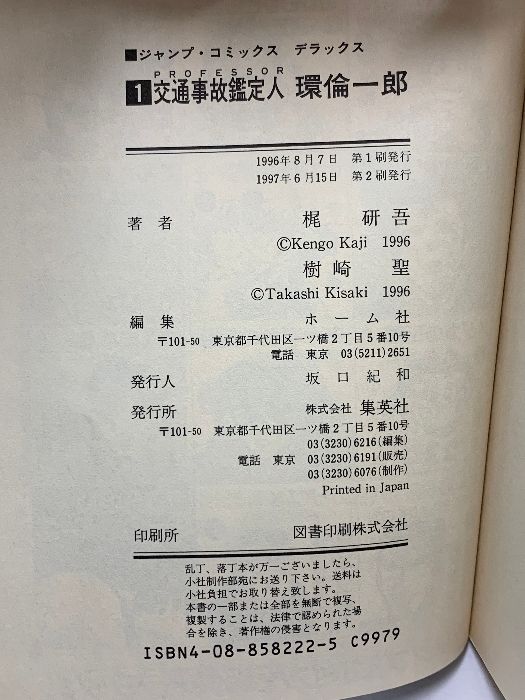 ■ジャンプ・コミックス デラックス
PROFESSOR
1 交通事故鑑定人 環倫一郎
1996年8月7日 第1刷発行
1997年6月15日 第2刷発行
著者 梶研吾
©Kengo Kaji 1996
樹崎聖
©Takashi Kisaki 1996
編集 ホーム社
〒101-50 東京都千代田区一ツ橋2丁目5番10号
電話 東京 03(5211)2651
発行人 坂口紀和
発行所 株式会社 集英社
〒101-50 東京都千代田区一ツ橋2丁目5番10号
03(3230)6216(編集)
電話 東京 03(3230)6191(販売)
03(3230)6076(制作)
Printed in Japan
印刷所 図書印刷株式会社
乱丁、落丁本が万一ございましたら、
小社制作部宛にお送り下さい。送料は
小社負担でお取り替え致します。
本書の一部または全部を無断で複写、
複製することは、法律で認められた場
合を除き、著作権の侵害となります。
ISBN4-08-858222-5 C9979